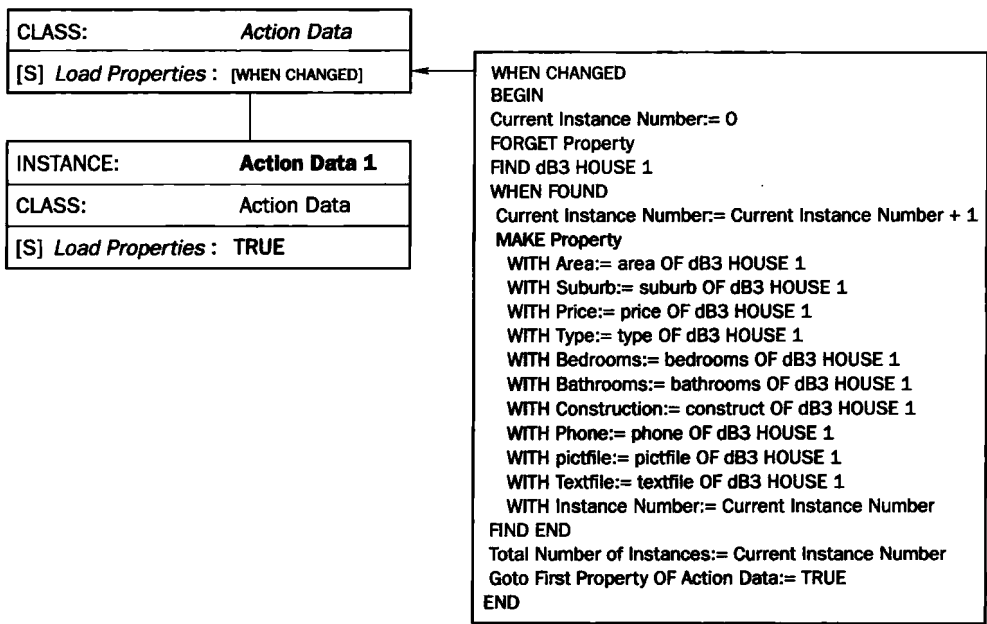 CLASS: Action Data
[S] Load Properties : [WHEN CHANGED]
INSTANCE: Action Data 1
CLASS: Action Data
[S] Load Properties : TRUE
WHEN CHANGED
BEGIN
Current Instance Number:= 0
FORGET Property
FIND dB3 HOUSE 1
WHEN FOUND
Current Instance Number:= Current Instance Number + 1
MAKE Property
WITH Area:= area OF dB3 HOUSE 1
WITH Suburb:= suburb OF dB3 HOUSE 1
WITH Price:= price OF dB3 HOUSE 1
WITH Type:= type OF dB3 HOUSE 1
WITH Bedrooms:= bedrooms OF dB3 HOUSE 1
WITH Bathrooms:= bathrooms OF dB3 HOUSE 1
WITH Construction:= construct OF dB3 HOUSE 1
WITH Phone:= phone OF dB3 HOUSE 1
WITH pictfile:= pictfile OF dB3 HOUSE 1
WITH Textfile:= textfile OF dB3 HOUSE 1
WITH Instance Number:= Current Instance Number
FIND END
Total Number of Instances:= Current Instance Number
Goto First Property OF Action Data:= TRUE
END